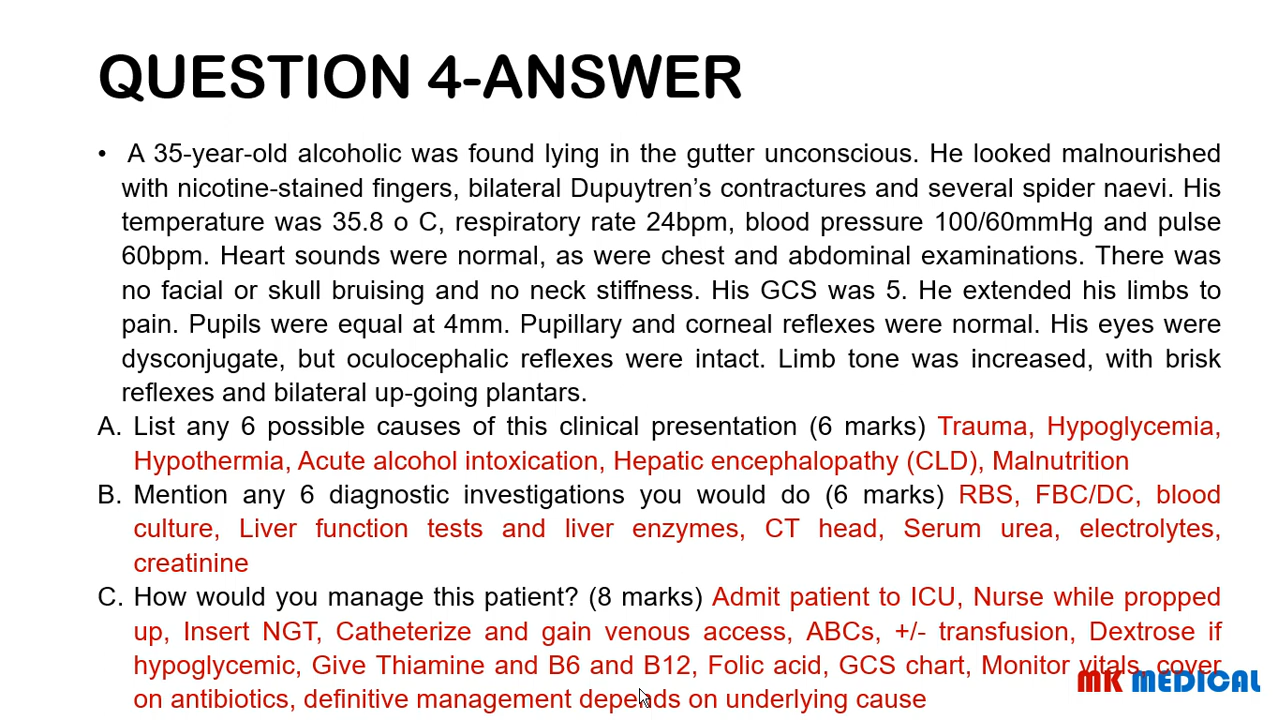 QUESTION 4-ANSWER
• A 35-year-old alcoholic was found lying in the gutter unconscious. He looked malnourished
with nicotine-stained fingers, bilateral Dupuytren’s contractures and several spider naevi. His
temperature was 35.8 o C, respiratory rate 24bpm, blood pressure 100/60mmHg and pulse
60bpm. Heart sounds were normal, as were chest and abdominal examinations. There was
no facial or skull bruising and no neck stiffness. His GCS was 5. He extended his limbs to
pain. Pupils were equal at 4mm. Pupillary and corneal reflexes were normal. His eyes were
dysconjugate, but oculocephalic reflexes were intact. Limb tone was increased, with brisk
reflexes and bilateral up-going plantars.
A. List any 6 possible causes of this clinical presentation (6 marks) Trauma, Hypoglycemia,
Hypothermia, Acute alcohol intoxication, Hepatic encephalopathy (CLD), Malnutrition
B. Mention any 6 diagnostic investigations you would do (6 marks) RBS, FBC/DC, blood
culture, Liver function tests and liver enzymes, CT head, Serum urea, electrolytes,
creatinine
C. How would you manage this patient? (8 marks) Admit patient to ICU, Nurse while propped
up, Insert NGT, Catheterize and gain venous access, ABCs, +/- transfusion, Dextrose if
hypoglycemic, Give Thiamine and B6 and B12, Folic acid, GCS chart, Monitor vitals, cover
on antibiotics, definitive management depends on underlying cause
MK MEDICAL